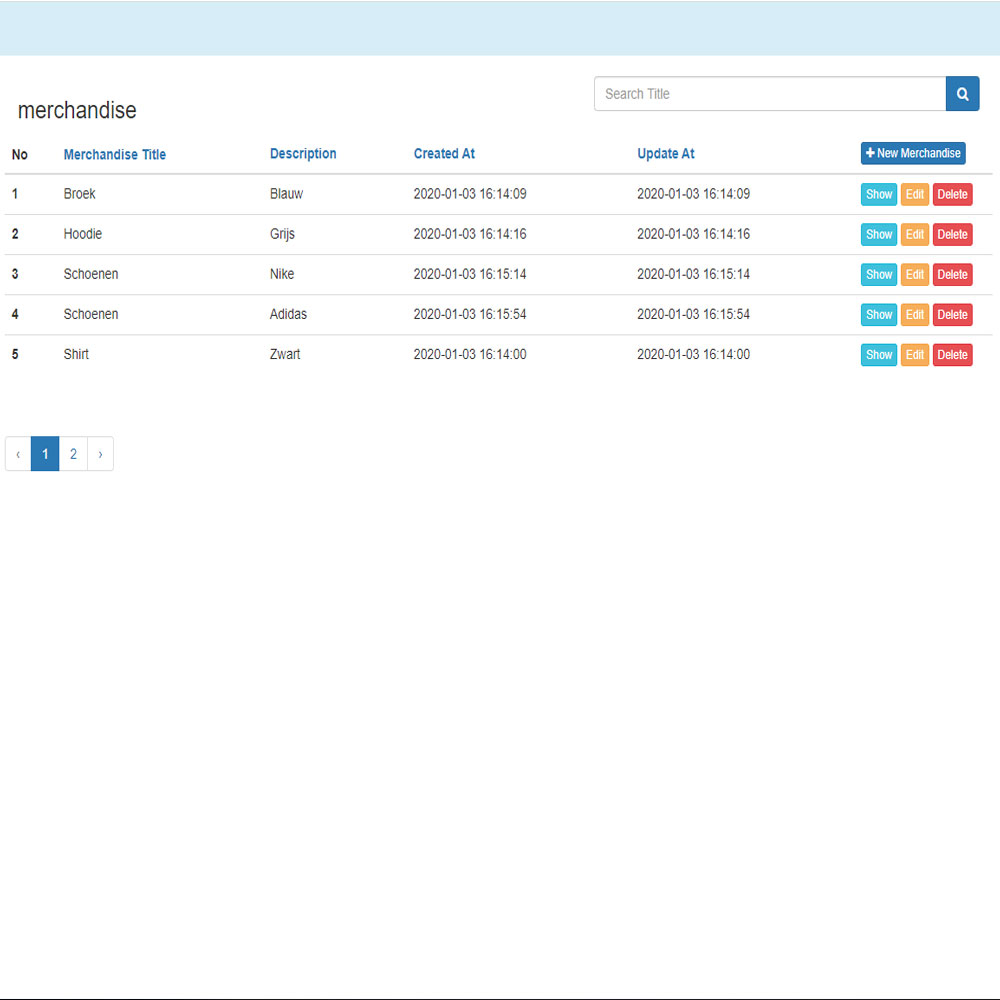 Search Title
merchandise
No Merchandise Title Description Created At Update At + New Merchandise
1 Broek Blauw 2020-01-03 16:14:09 2020-01-03 16:14:09 Show Edit Delete
2 Hoodie Grijs 2020-01-03 16:14:16 2020-01-03 16:14:16 Show Edit Delete
3 Schoenen Nike 2020-01-03 16:15:14 2020-01-03 16:15:14 Show Edit Delete
4 Schoenen Adidas 2020-01-03 16:15:54 2020-01-03 16:15:54 Show Edit Delete
5 Shirt Zwart 2020-01-03 16:14:00 2020-01-03 16:14:00 Show Edit Delete
‹ 1 2 ›